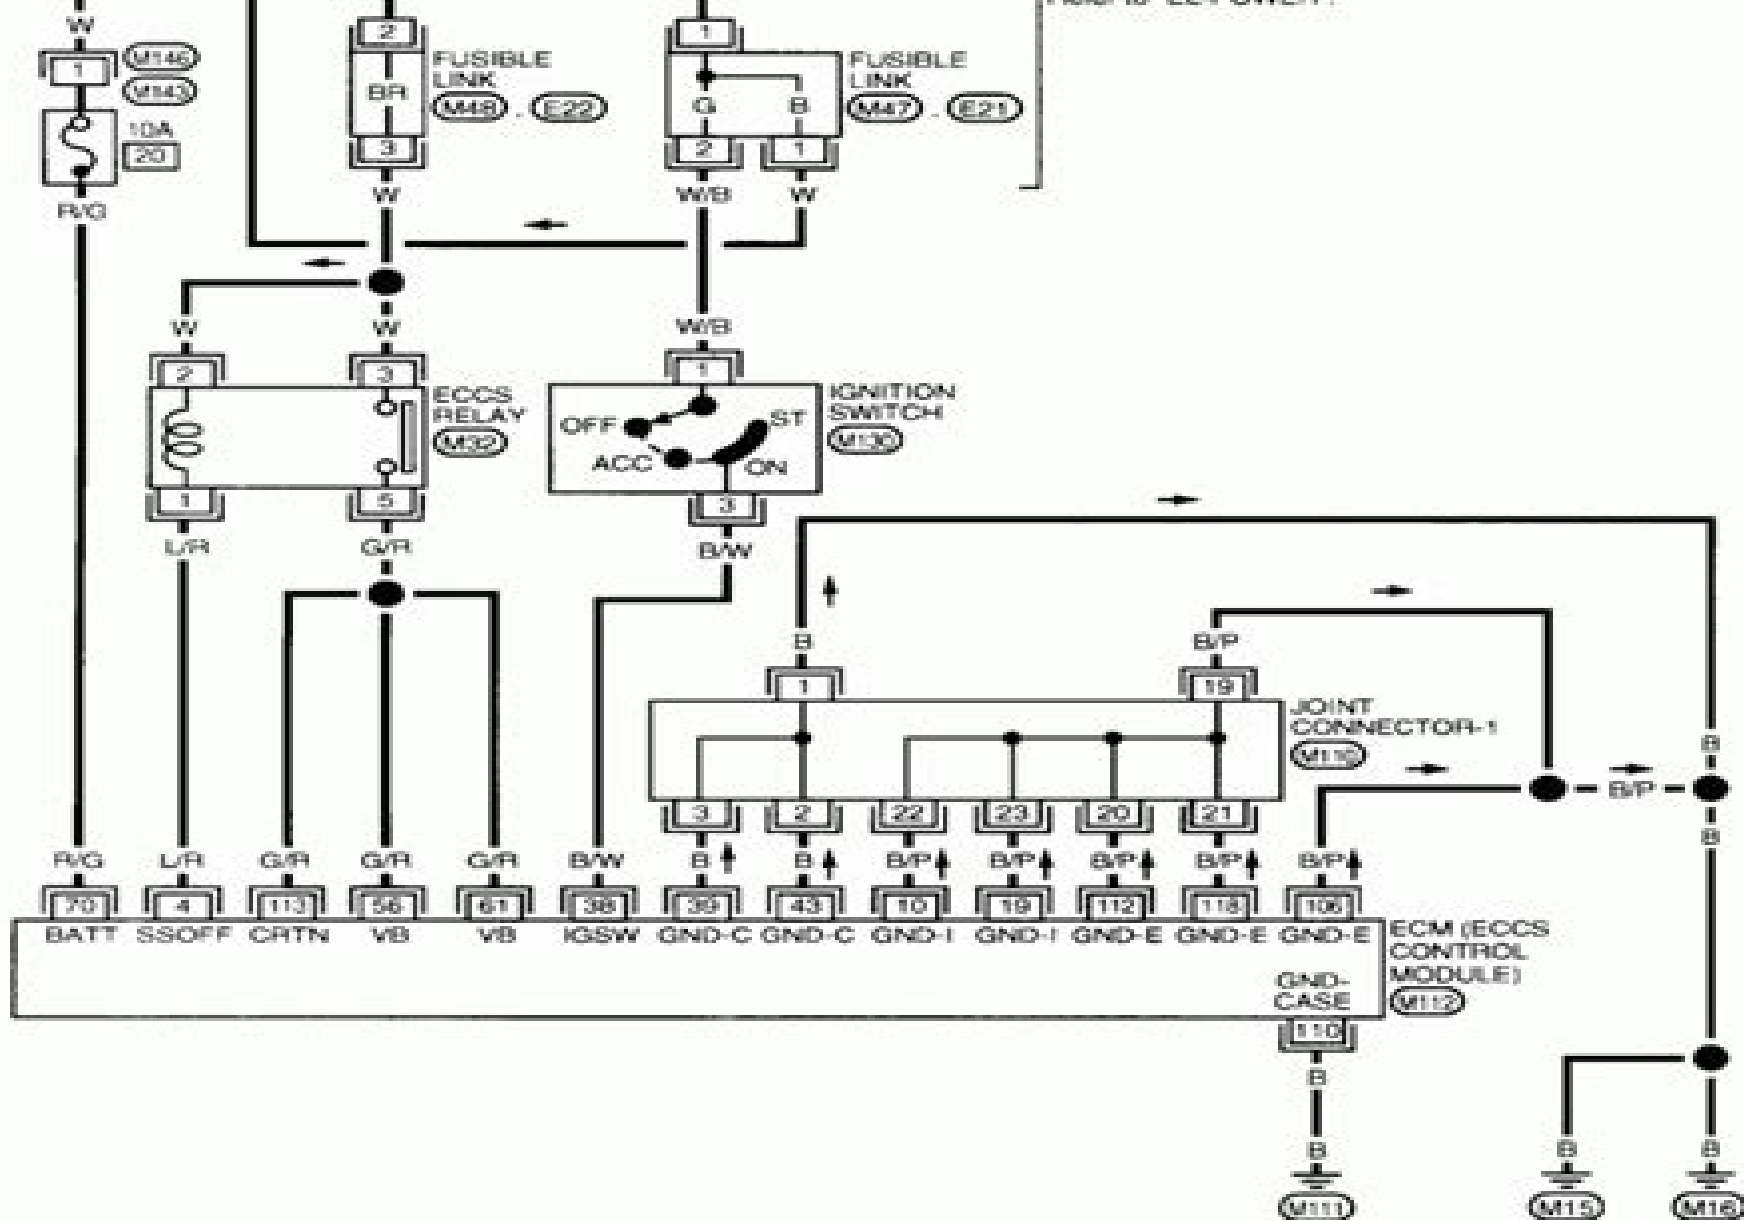 W
1
M146
M143
10A
20
R/G
2
BR
3
FUSIBLE
LINK
M48 , E22
W
1
G B
2 1
FUSIBLE
LINK
M47 , E21
W/B W
W W W/B
2 3 1
ECCS
RELAY
M32
OFF
ST
ACC
ON
IGNITION
SWITCH
M130
1 5 3
L/R G/R B/W
B B/P
1 19
JOINT
CONNECTOR-1
M110
B
B/P
B
3 2 22 23 20 21
R/G L/R G/R G/R G/R B/W B B B/P B/P B/P B/P B/P
70 4 113 56 61 38 39 43 10 19 112 118 106
BATT SSOFF CRTN VB VB IGSW GND-C GND-C GND-I GND-I GND-E GND-E GND-E
ECM (ECCS
CONTROL
MODULE)
M112
GND-
CASE
110
B
B B B
M111 M15 M16